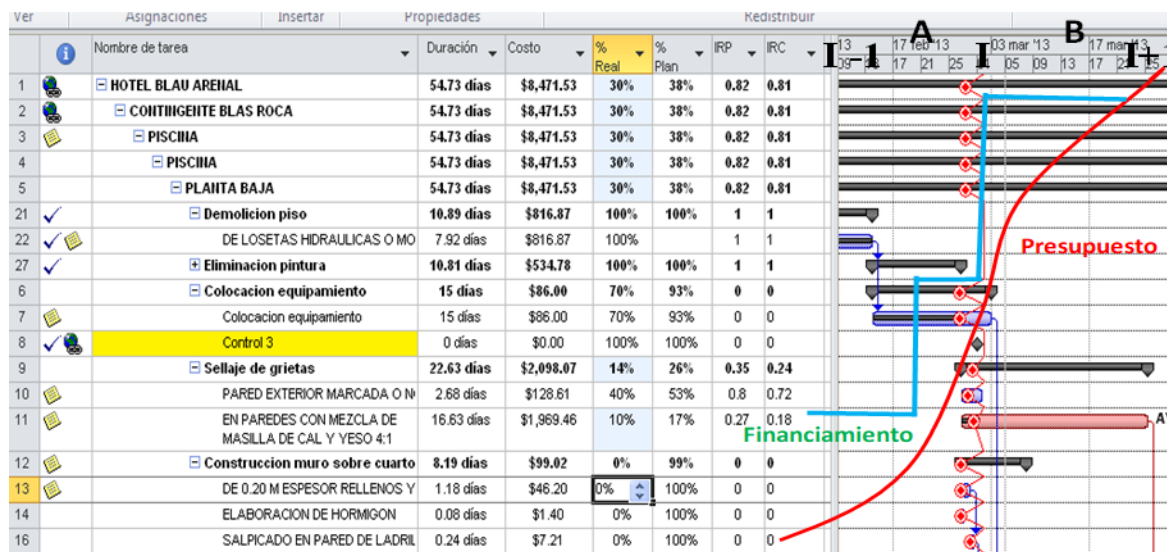 Ver Asignaciones Insertar Propiedades Redistribuir
Nombre de tarea Duración Costo % Real % Plan IRP IRC
I -1 A I B I+
13 17 feb '13 03 mar '13 17 mar '13
09 17 21 25 05 09 13 17 25
1 HOTEL BLAU ARENAL 54.73 días $8,471.53 30% 38% 0.82 0.81
2 CONTINGENTE BLAS ROCA 54.73 días $8,471.53 30% 38% 0.82 0.81
3 PISCINA 54.73 días $8,471.53 30% 38% 0.82 0.81
4 PISCINA 54.73 días $8,471.53 30% 38% 0.82 0.81
5 PLANTA BAJA 54.73 días $8,471.53 30% 38% 0.82 0.81
21 Demolicion piso 10.89 días $816.87 100% 100% 1 1
22 DE LOSETAS HIDRAULICAS O MO 7.92 días $816.87 100% 1 1
Presupuesto
27 Eliminacion pintura 10.81 días $534.78 100% 100% 1 1
6 Colocacion equipamiento 15 días $86.00 70% 93% 0 0
7 Colocacion equipamiento 15 días $86.00 70% 93% 0 0
8 Control 3 0 días $0.00 100% 100% 0 0
9 Sellaje de grietas 22.63 días $2,098.07 14% 26% 0.35 0.24
10 PARED EXTERIOR MARCADA O N 2.68 días $128.61 40% 53% 0.8 0.72
11 EN PAREDES CON MEZCLA DE 16.63 días $1,969.46 10% 17% 0.27 0.18
MASILLA DE CAL Y YESO 4:1
Financiamiento
12 Construccion muro sobre cuarto 8.19 días $99.02 0% 99% 0 0
13 DE 0.20 M ESPESOR RELLENOS Y 1.18 días $46.20 0% 100% 0 0
14 ELABORACION DE HORMIGON 0.08 días $1.40 0% 100% 0 0
16 SALPICADO EN PARED DE LADRIL 0.24 días $7.21 0% 100% 0 0